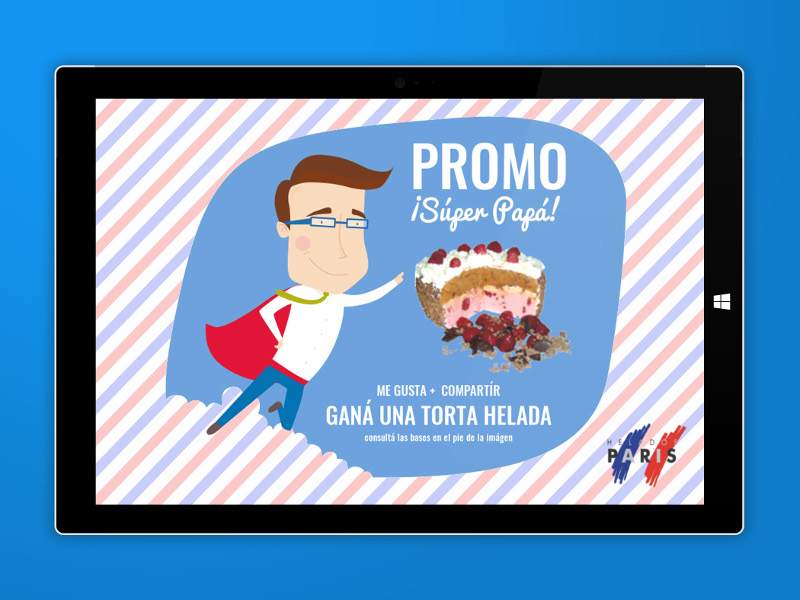 PROMO
¡Súper Papá!
ME GUSTA + COMPARTÍR
GANÁ UNA TORTA HELADA
consultá las bases en el pie de la imágen
HELADOS
PARIS